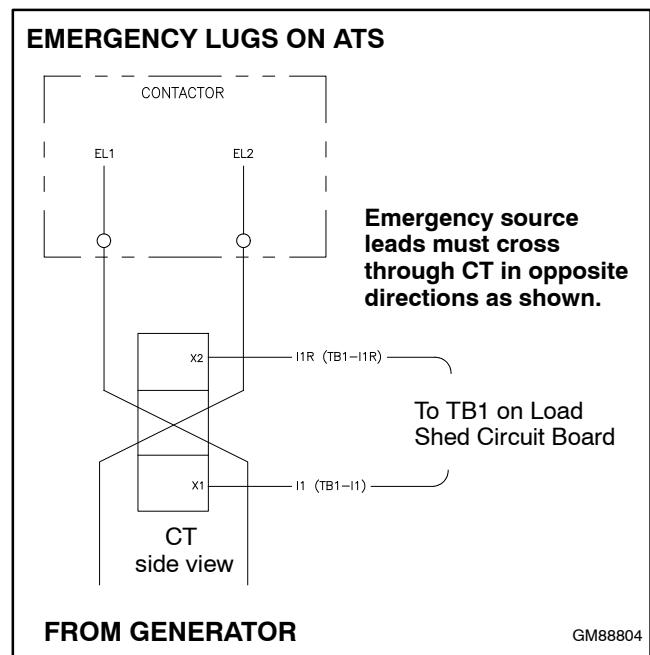 EMERGENCY LUGS ON ATS
CONTACTOR
EL1
EL2
Emergency source
leads must cross
through CT in opposite
directions as shown.
X2
I1R (TB1-I1R)
To TB1 on Load
Shed Circuit Board
X1
I1 (TB1-I1)
CT
side view
FROM GENERATOR
GM88804